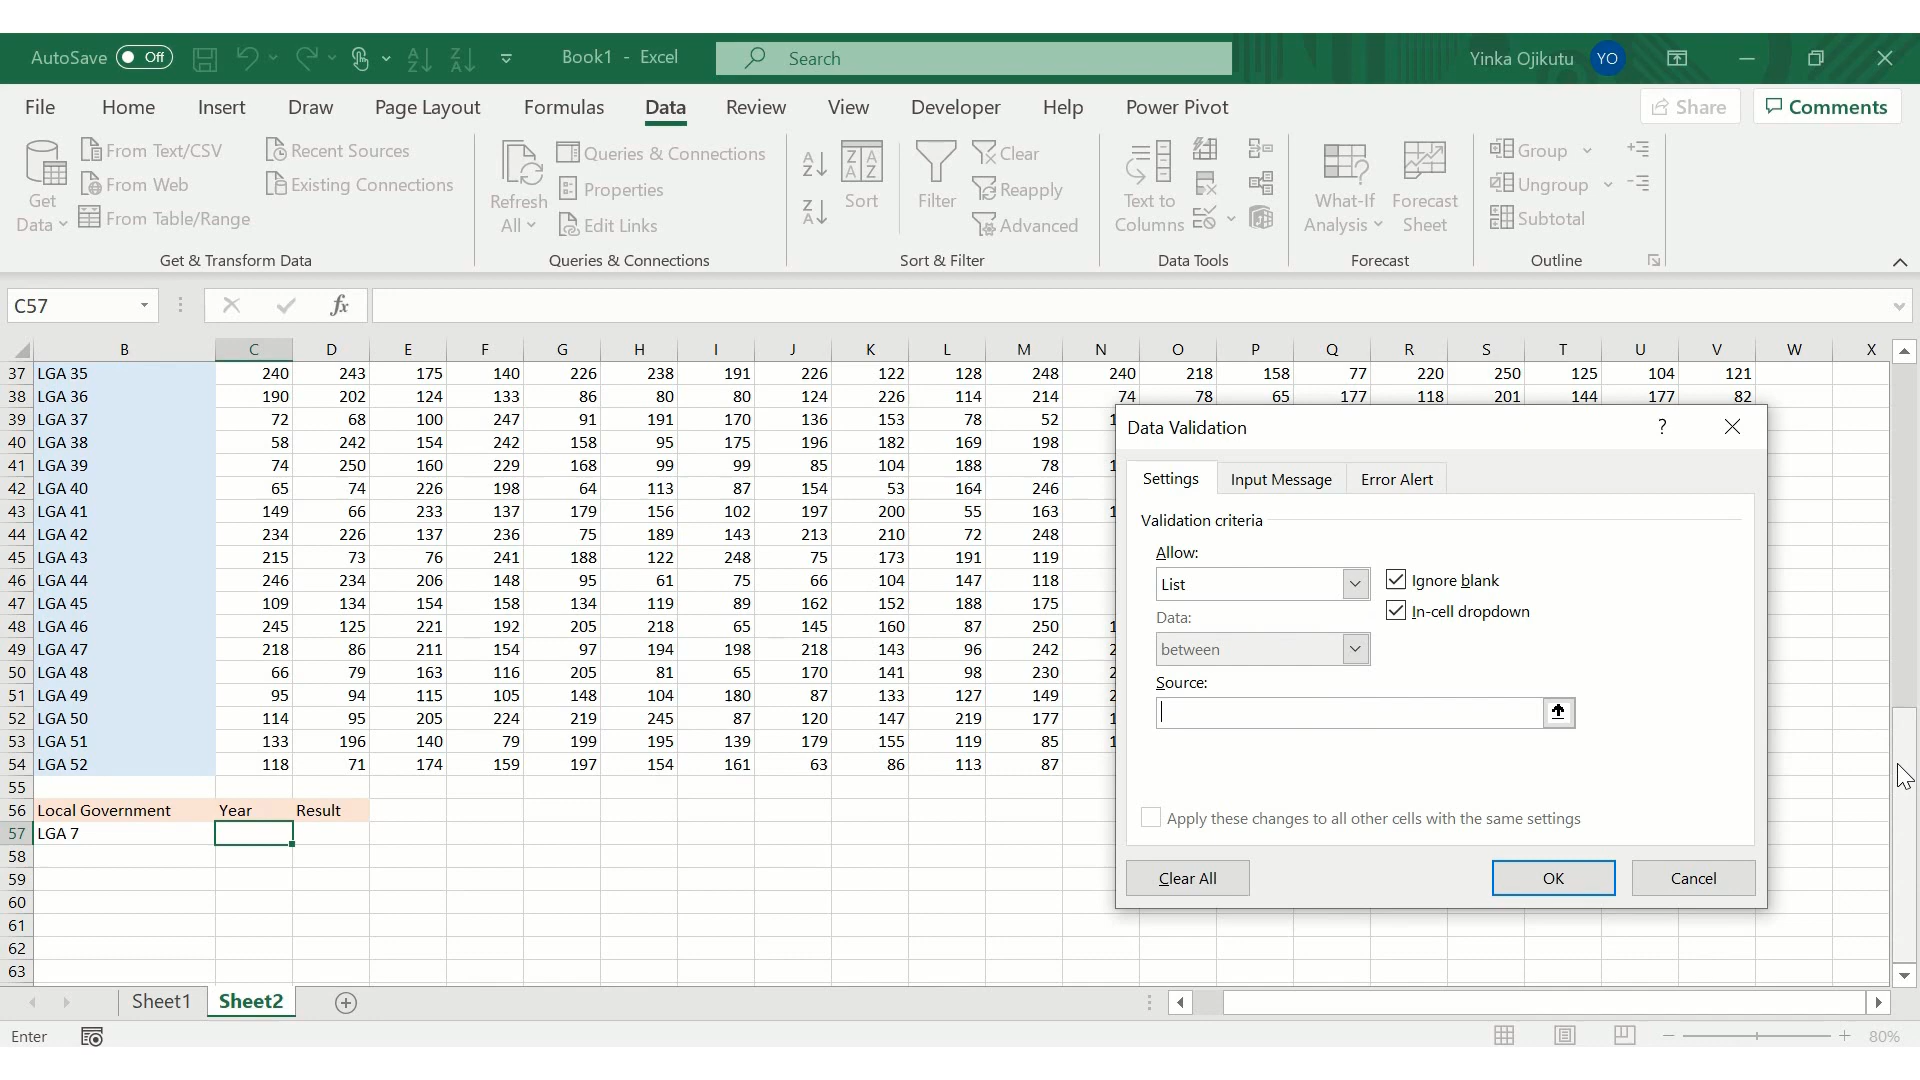 AutoSave Off Book1 - Excel Search Yinka Ojikutu YO
File Home Insert Draw Page Layout Formulas Data Review View Developer Help Power Pivot Share Comments
Get Data
From Text/CSV
From Web
From Table/Range
Recent Sources
Existing Connections
Get & Transform Data
Refresh All
Queries & Connections
Properties
Edit Links
Queries & Connections
Sort
Filter
Clear
Reapply
Advanced
Sort & Filter
Text to Columns
Data Tools
What-If Analysis
Forecast Sheet
Forecast
Group
Ungroup
Subtotal
Outline
C57 fx
B C D E F G H I J K L M N O P Q R S T U V W X
37 LGA 35 240 243 175 140 226 238 191 226 122 128 248 240 218 158 77 220 250 125 104 121
38 LGA 36 190 202 124 133 86 80 80 124 226 114 214 74 78 65 177 118 201 144 177 82
39 LGA 37 72 68 100 247 91 191 170 136 153 78 52
40 LGA 38 58 242 154 242 158 95 175 196 182 169 198
41 LGA 39 74 250 160 229 168 99 99 85 104 188 78
42 LGA 40 65 74 226 198 64 113 87 154 53 164 246
43 LGA 41 149 66 233 137 179 156 102 197 200 55 163
44 LGA 42 234 226 137 236 75 189 143 213 210 72 248
45 LGA 43 215 73 76 241 188 122 248 75 173 191 119
46 LGA 44 246 234 206 148 95 61 75 66 104 147 118
47 LGA 45 109 134 154 158 134 119 89 162 152 188 175
48 LGA 46 245 125 221 192 205 218 65 145 160 87 250
49 LGA 47 218 86 211 154 97 194 198 218 143 96 242
50 LGA 48 66 79 163 116 205 81 65 170 141 98 230
51 LGA 49 95 94 115 105 148 104 180 87 133 127 149
52 LGA 50 114 95 205 224 219 245 87 120 147 219 177
53 LGA 51 133 196 140 79 199 195 139 179 155 119 85
54 LGA 52 118 71 174 159 197 154 161 63 86 113 87
55
56 Local Government Year Result
57 LGA 7
58
59
60
61
62
63
Data Validation ?
Settings Input Message Error Alert
Validation criteria
Allow:
List
Ignore blank
In-cell dropdown
Data:
between
Source:
Apply these changes to all other cells with the same settings
Clear All OK Cancel
Sheet1 Sheet2
Enter 80%